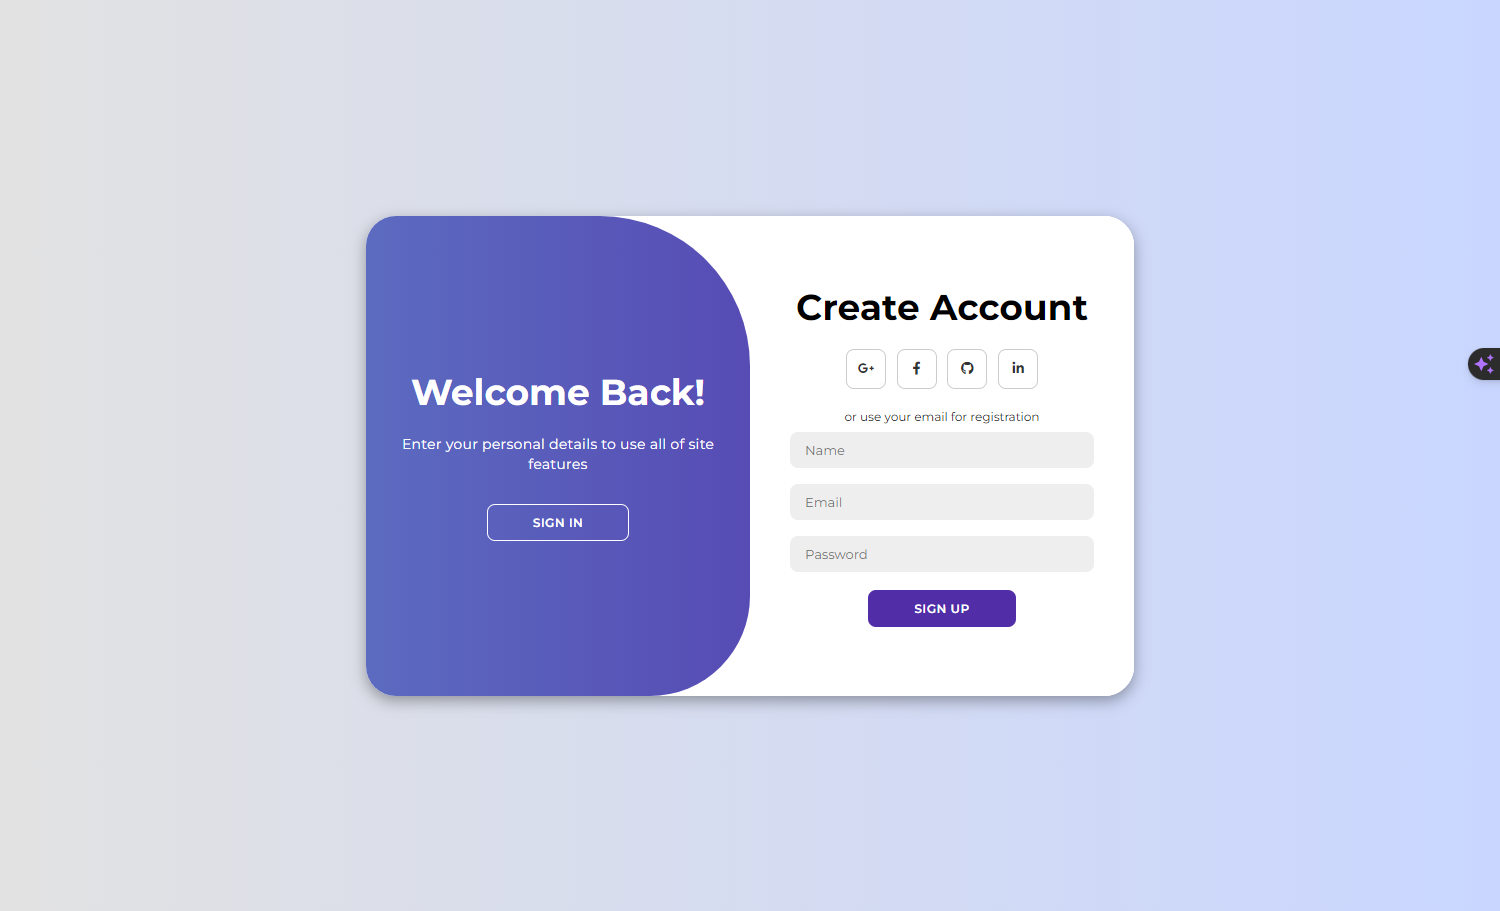 Welcome Back!
Enter your personal details to use all of site
features
SIGN IN
Create Account
G+
f
in
or use your email for registration
Name
Email
Password
SIGN UP